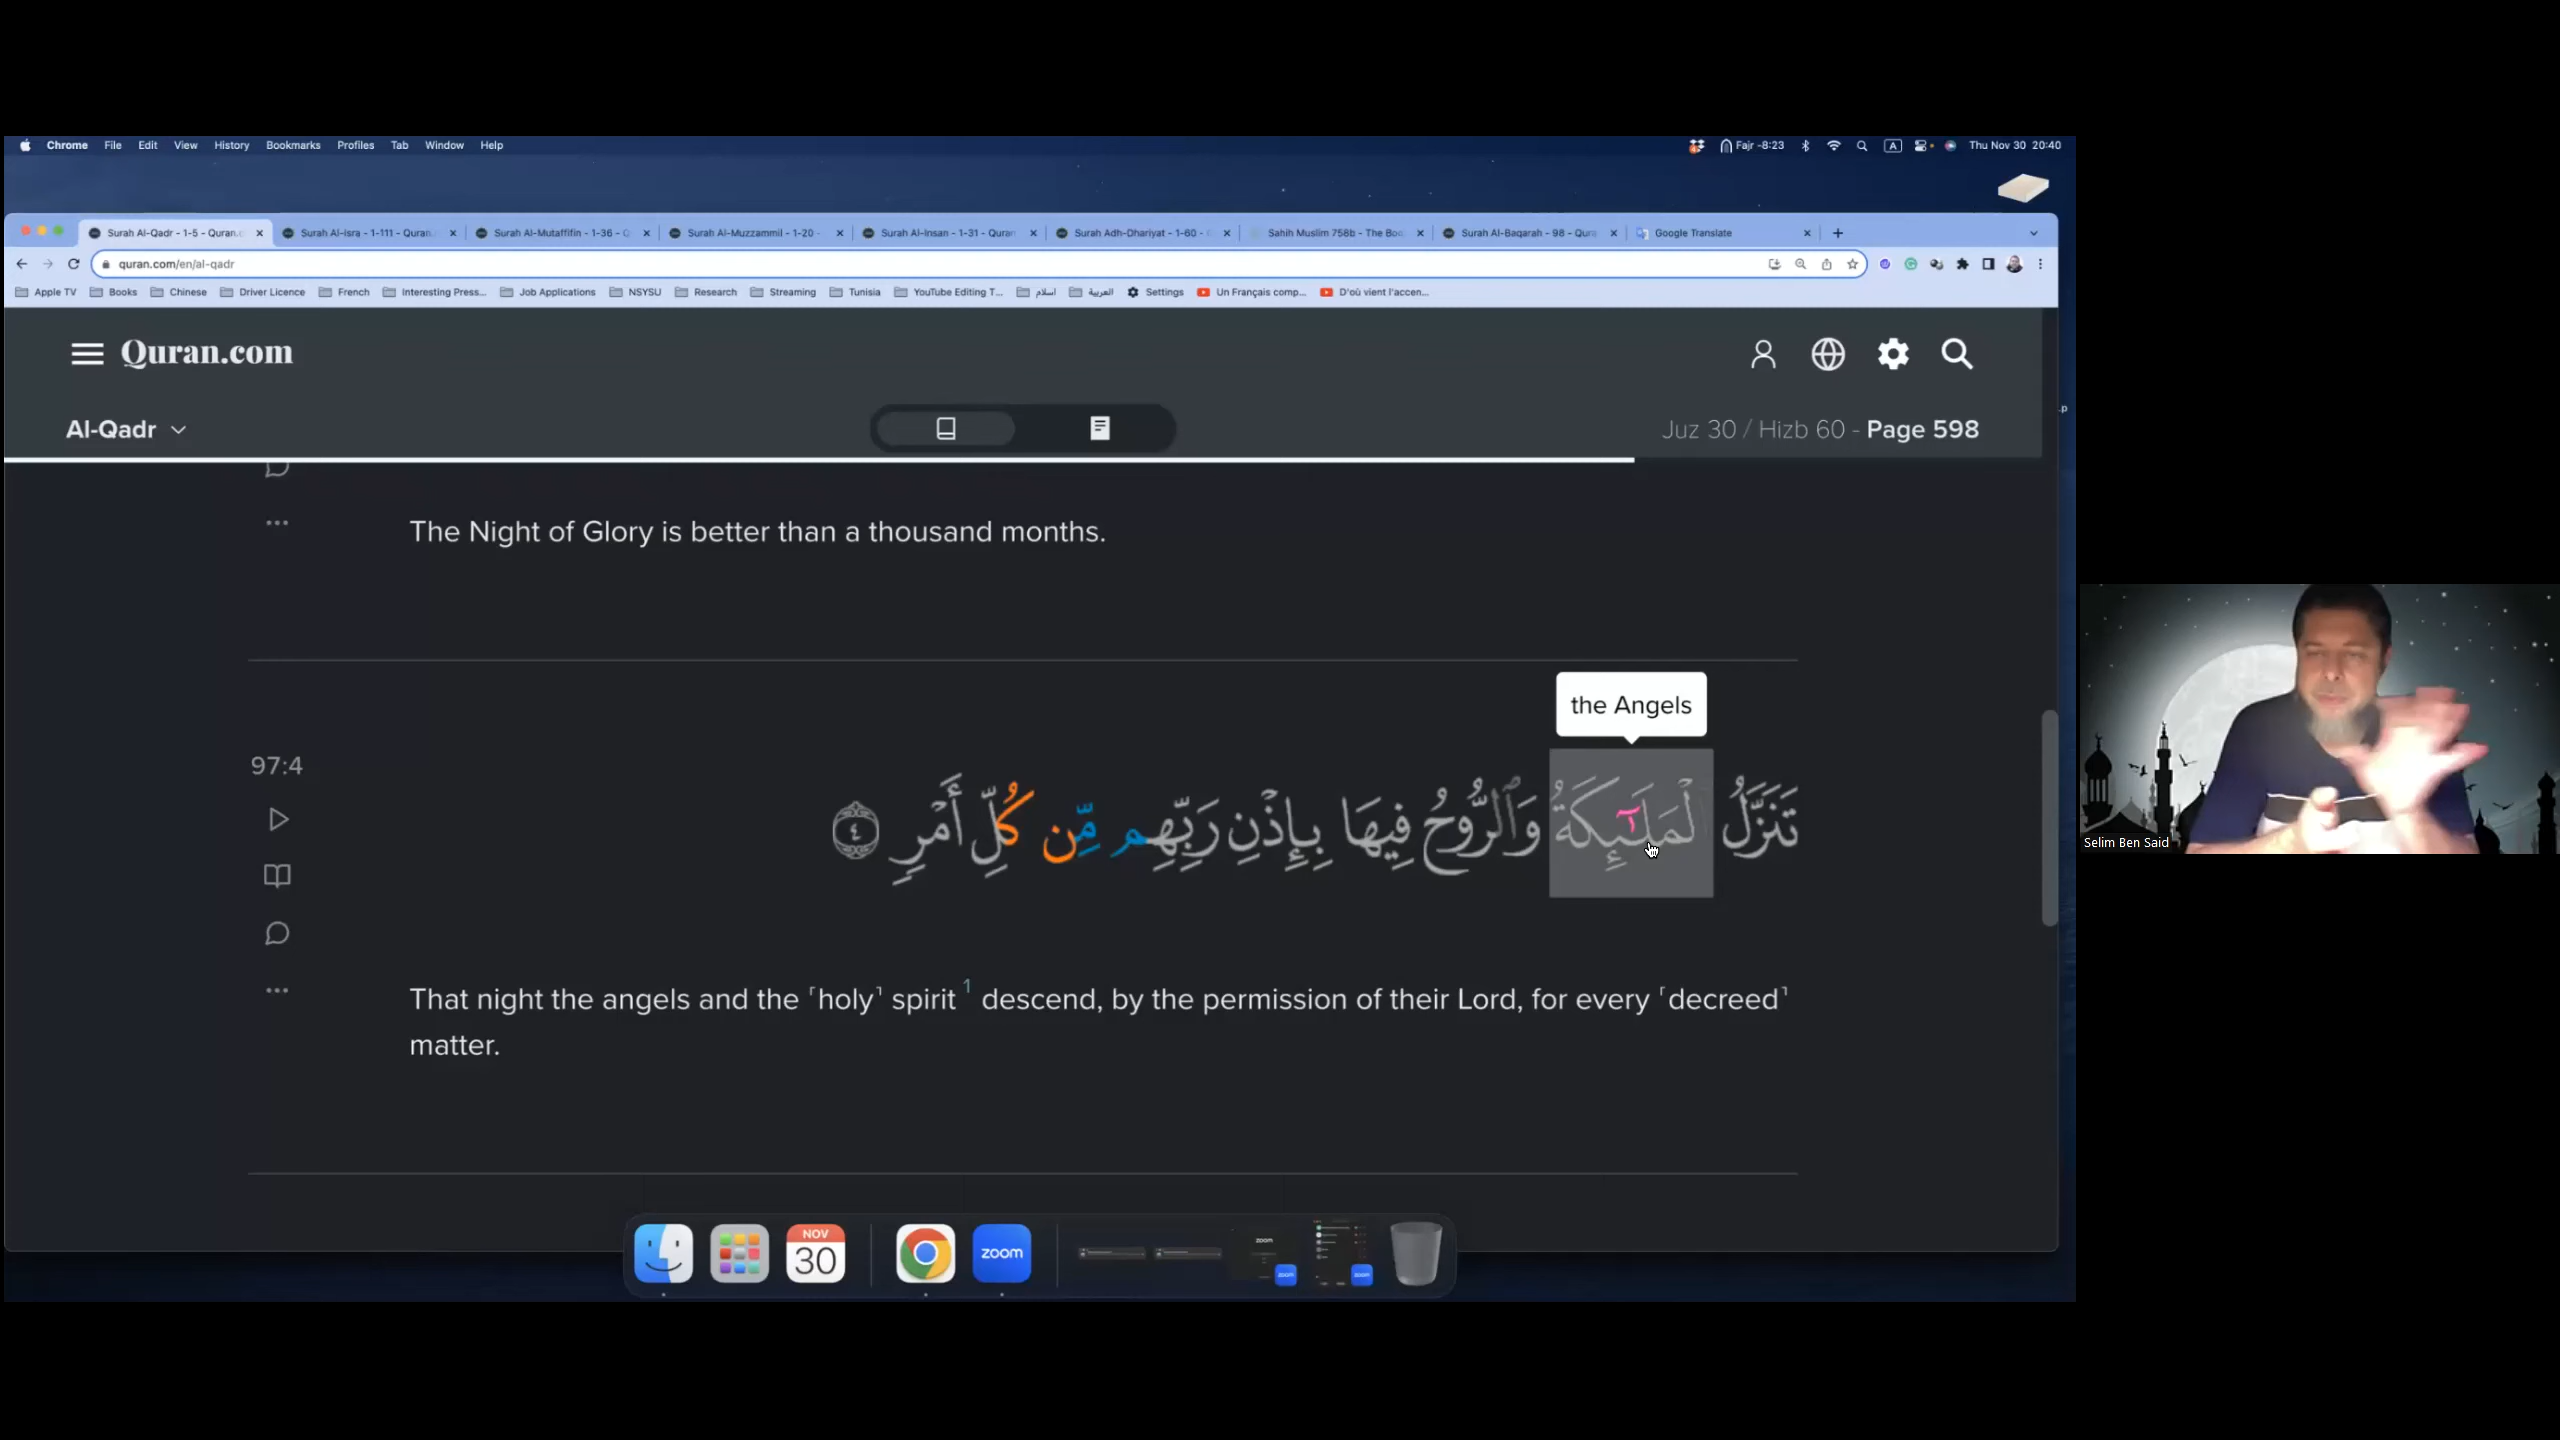 Chrome File Edit View History Bookmarks Profiles Tab Window Help
Fajr -8:23 A Thu Nov 30 20:40
Surah Al-Qadr - 1-5 - Quran.c
Surah Al-Isra - 1-111 - Quran.
Surah Al-Mutaffifin - 1-36 - Q
Surah Al-Muzzammil - 1-20 -
Surah Al-Insan - 1-31 - Quran
Surah Adh-Dhariyat - 1-60 -
Sahih Muslim 758b - The Boo
Surah Al-Baqarah - 98 - Qura
Google Translate
quran.com/en/al-qadr
Apple TV Books Chinese Driver Licence French Interesting Press... Job Applications NSYSU Research Streaming Tunisia YouTube Editing T... اسلام العربية Settings Un Français comp... D'où vient l'accen...
Quran.com
Al-Qadr
Juz 30 / Hizb 60 - Page 598
.p
The Night of Glory is better than a thousand months.
the Angels
97:4
تَنَزَّلُ ٱلْمَلَـٰٓئِكَةُ وَٱلرُّوحُ فِيهَا بِإِذْنِ رَبِّهِم مِّن كُلِّ أَمْرٍ ٤
That night the angels and the ˹holy˺ spirit 1 descend, by the permission of their Lord, for every ˹decreed˺
matter.
Selim Ben Said
NOV
30
zoom
zoom
zoom
zoom